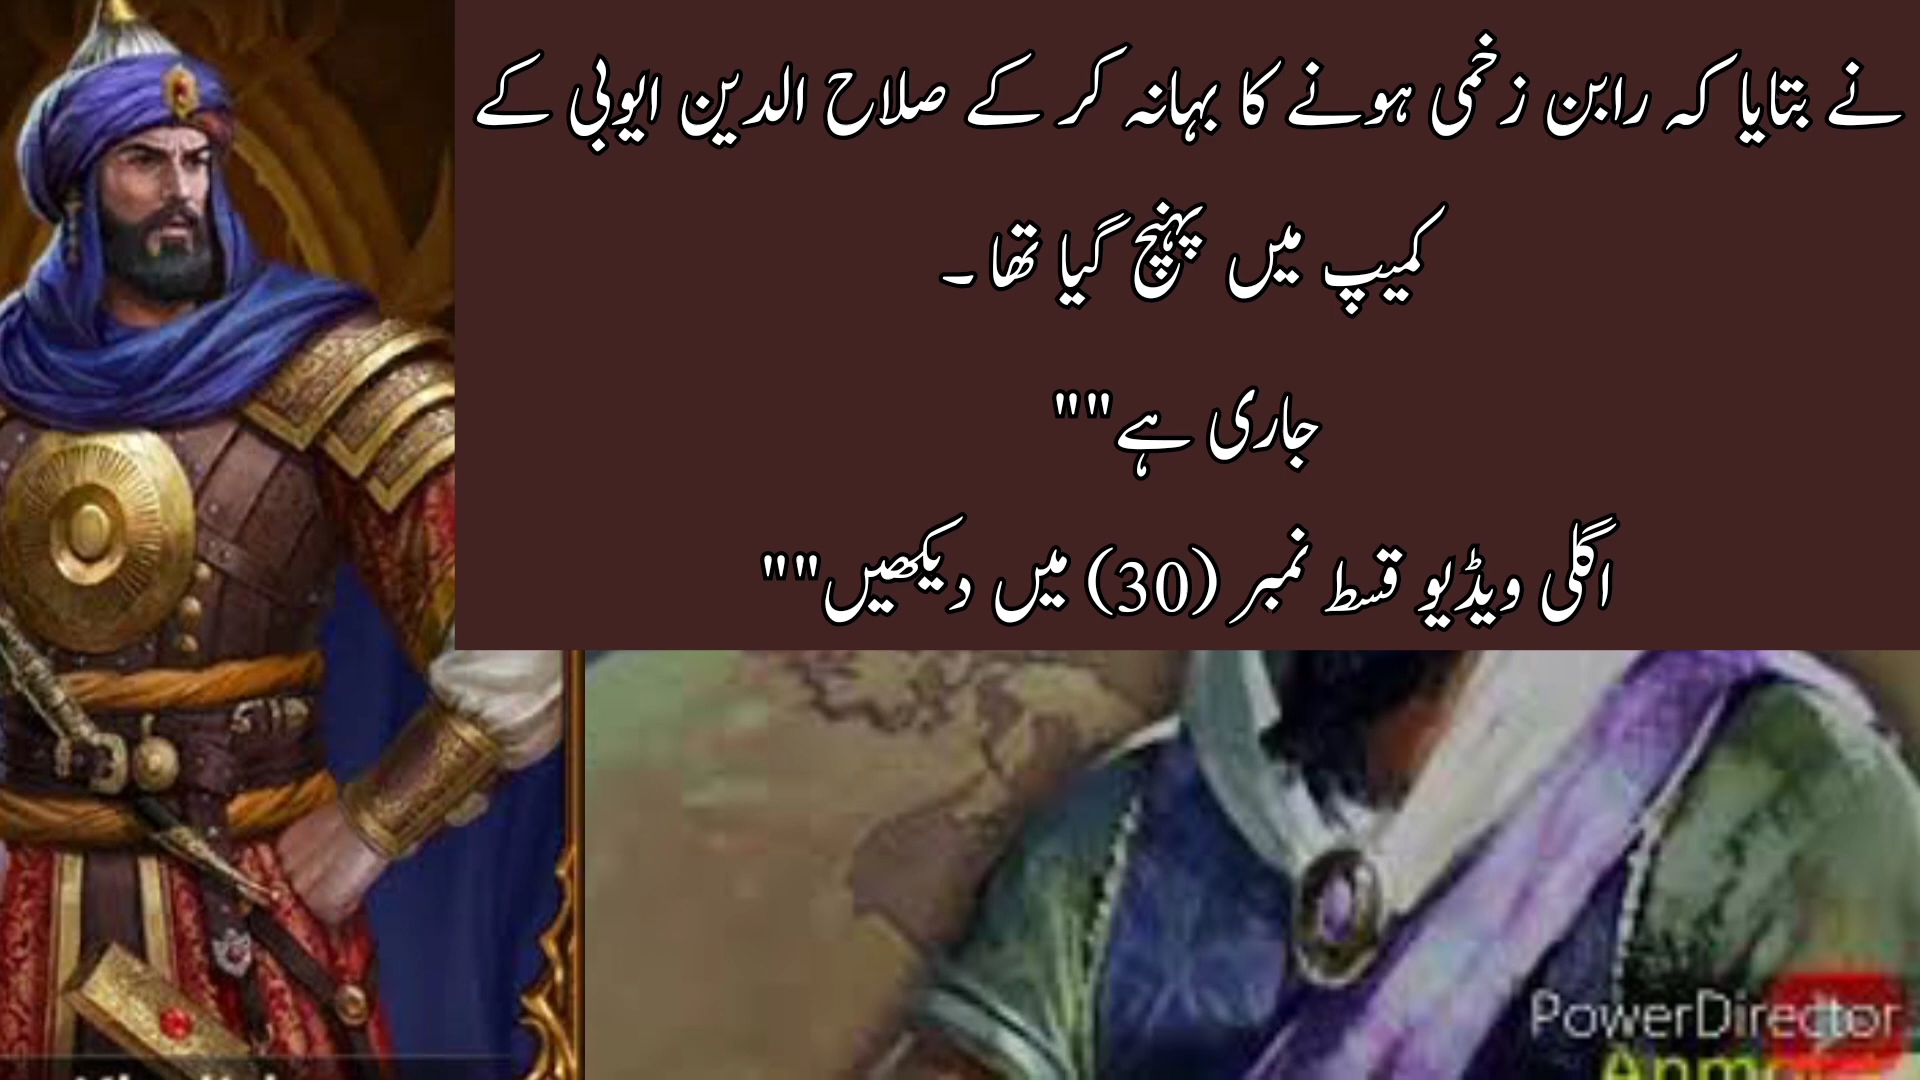 نے بتایا کہ رابن زخمی ہونے کا بہانہ کر کے صلاح الدین ایوبی کے
کمیپ میں پہنچ گیا تھا ۔
جاری ہے""
اگلی ویڈیو قسط نمبر (30) میں دیکھیں""
PowerDirector